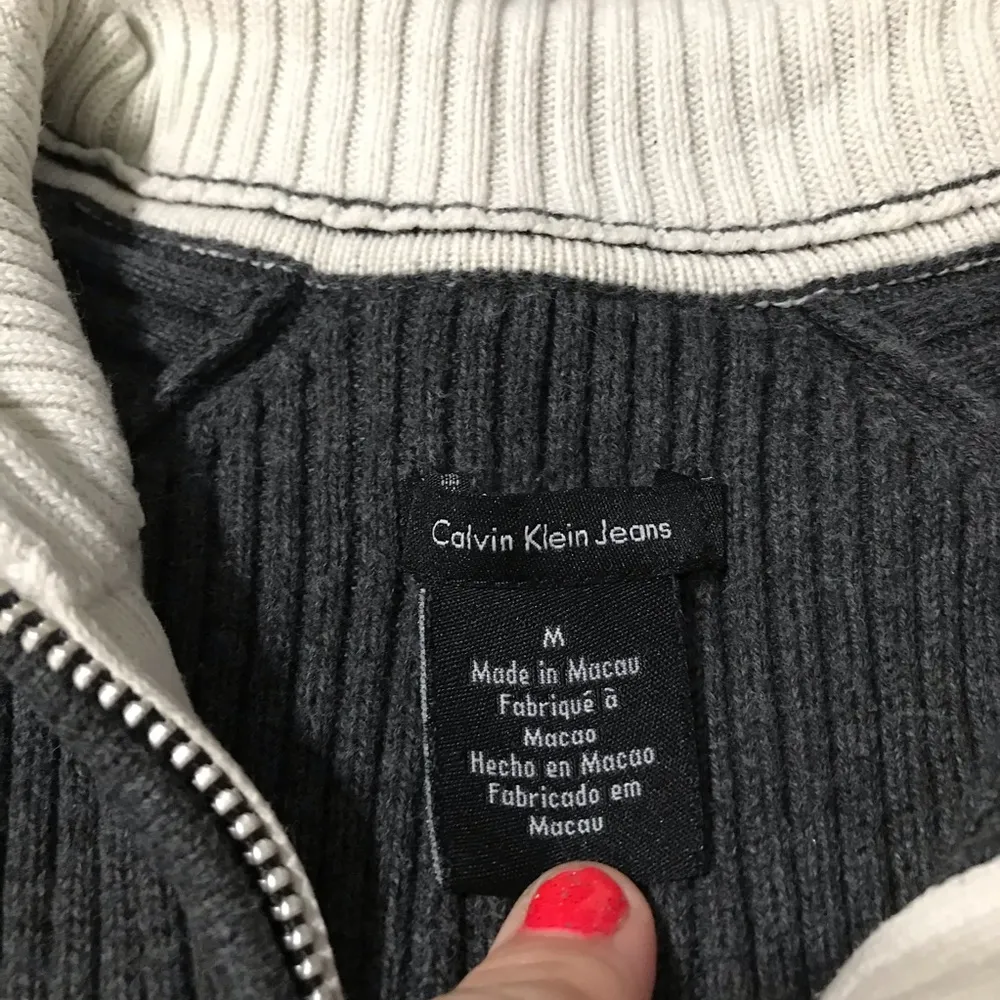 Calvin Klein Jeans
M
Made in Macau
Fabriqué à
Macao
Hecho en Macao
Fabricado em
Macau